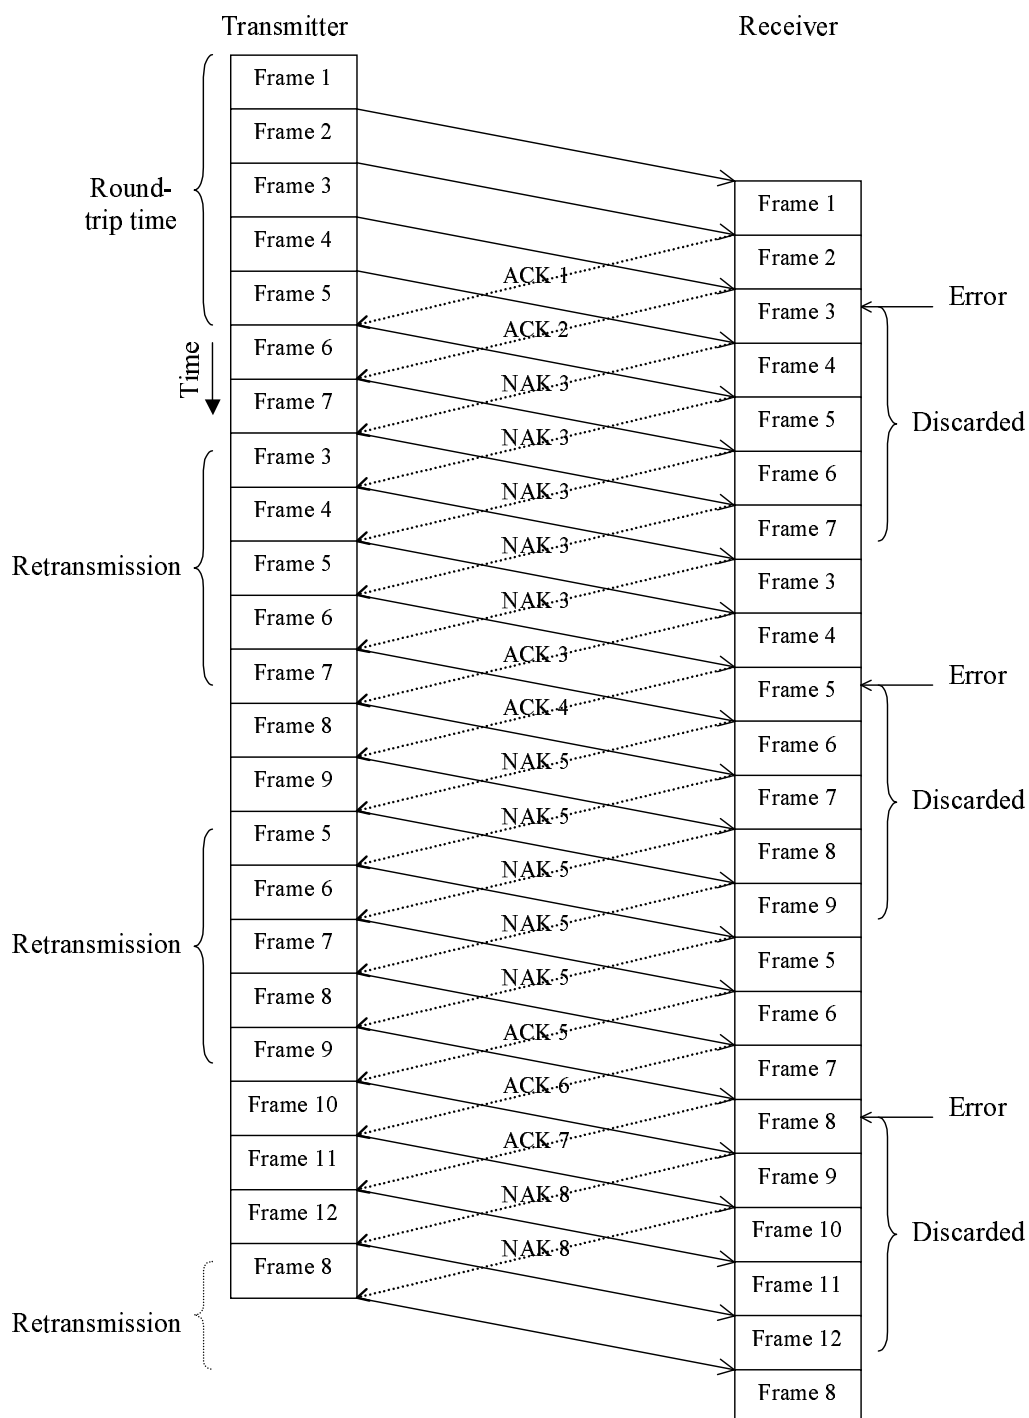 Transmitter
Receiver
Frame 1
Frame 2
Frame 3
Frame 4
Frame 5
Frame 6
Frame 7
Frame 3
Frame 4
Frame 5
Frame 6
Frame 7
Frame 8
Frame 9
Frame 5
Frame 6
Frame 7
Frame 8
Frame 9
Frame 10
Frame 11
Frame 12
Frame 8
Round-
trip time
Time
Retransmission
Retransmission
Retransmission
ACK 1
ACK 2
NAK 3
NAK 3
NAK 3
NAK 3
NAK 3
ACK 3
ACK 4
NAK 5
NAK 5
NAK 5
NAK 5
NAK 5
ACK 5
ACK 6
ACK 7
NAK 8
NAK 8
Frame 1
Frame 2
Frame 3
Frame 4
Frame 5
Frame 6
Frame 7
Frame 3
Frame 4
Frame 5
Frame 6
Frame 7
Frame 8
Frame 9
Frame 5
Frame 6
Frame 7
Frame 8
Frame 9
Frame 10
Frame 11
Frame 12
Frame 8
Error
Discarded
Error
Discarded
Error
Discarded